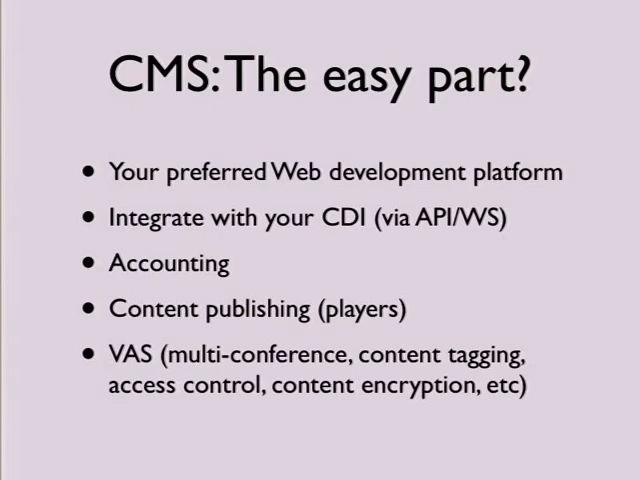 CMS: The easy part?
• Your preferred Web development platform
• Integrate with your CDI (via API/WS)
• Accounting
• Content publishing (players)
• VAS (multi-conference, content tagging,
access control, content encryption, etc)